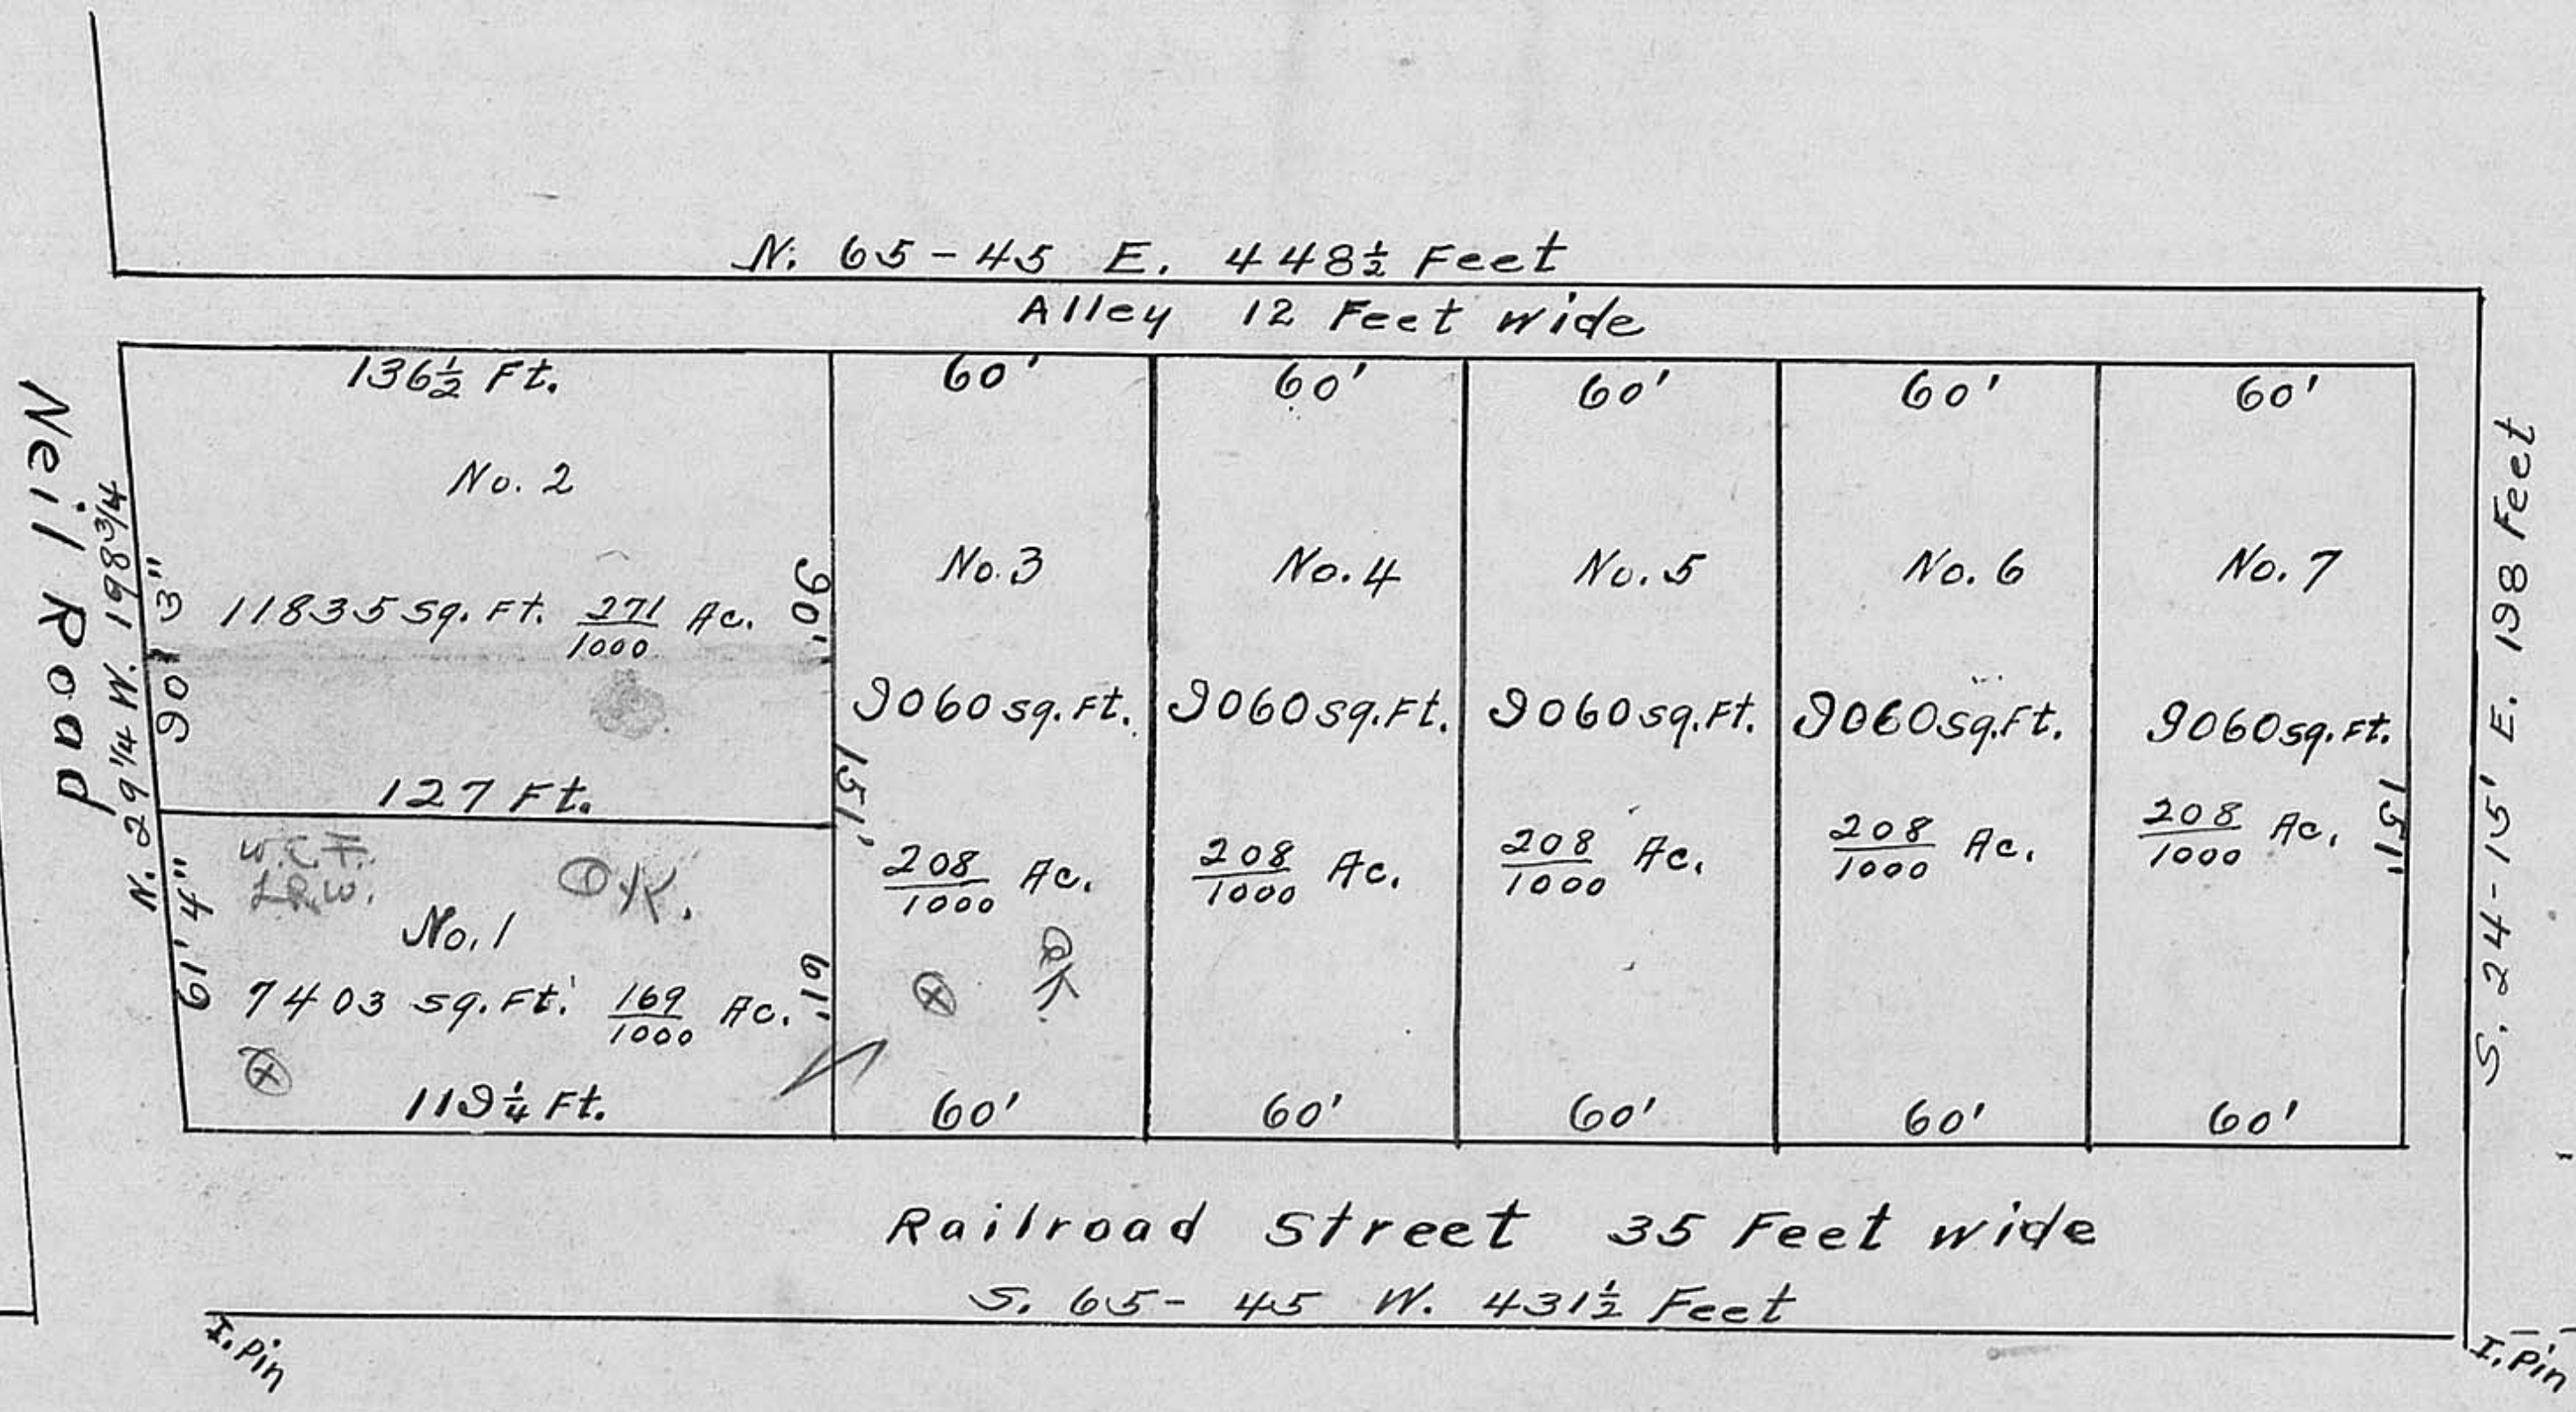 N. 65-45 E. 448½ Feet
Alley 12 Feet wide
Neil Road
N. 29¼ W. 198 3/4
136½ Ft.
No. 2
11835 sq. Ft. 271/1000 Ac.
90' 3"
90'
127 Ft.
W.C.F.
L.R.W.
OK.
No. 1
7403 sq. Ft. 169/1000 Ac.
61' 4"
61'
119¼ Ft.
60'
No. 3
9060 sq. Ft.
151'
208/1000 Ac.
OK.
60'
60'
No. 4
9060 sq. Ft.
208/1000 Ac.
60'
60'
No. 5
9060 sq. Ft.
208/1000 Ac.
60'
60'
No. 6
9060 sq. Ft.
208/1000 Ac.
60'
60'
No. 7
9060 sq. Ft.
208/1000 Ac.
151'
60'
S. 24-15' E. 198 Feet
Railroad Street 35 Feet wide
S. 65-45 W. 431½ Feet
I. Pin
I. Pin